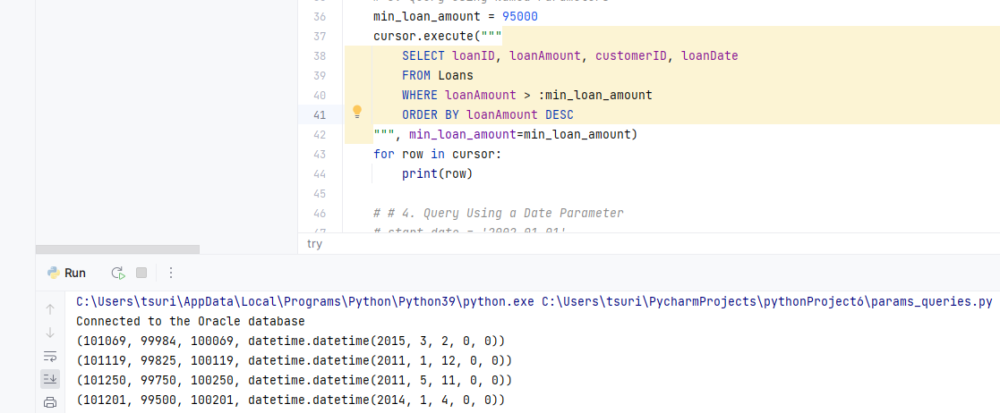 # 3. Query Using Named Parameters
36 min_loan_amount = 95000
37 cursor.execute("""
38 SELECT loanID, loanAmount, customerID, loanDate
39 FROM Loans
40 WHERE loanAmount > :min_loan_amount
41 ORDER BY loanAmount DESC
42 """, min_loan_amount=min_loan_amount)
43 for row in cursor:
44 print(row)
45
46 # # 4. Query Using a Date Parameter
47 # start_date = '2002-01-01'
try
Run
C:\Users\tsuri\AppData\Local\Programs\Python\Python39\python.exe C:\Users\tsuri\PycharmProjects\pythonProject6\params_queries.py
Connected to the Oracle database
(101069, 99984, 100069, datetime.datetime(2015, 3, 2, 0, 0))
(101119, 99825, 100119, datetime.datetime(2011, 1, 12, 0, 0))
(101250, 99750, 100250, datetime.datetime(2011, 5, 11, 0, 0))
(101201, 99500, 100201, datetime.datetime(2014, 1, 4, 0, 0))